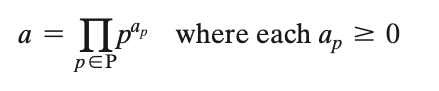 a = ∏ p^{a_p} where each a_p ≥ 0
p∈P